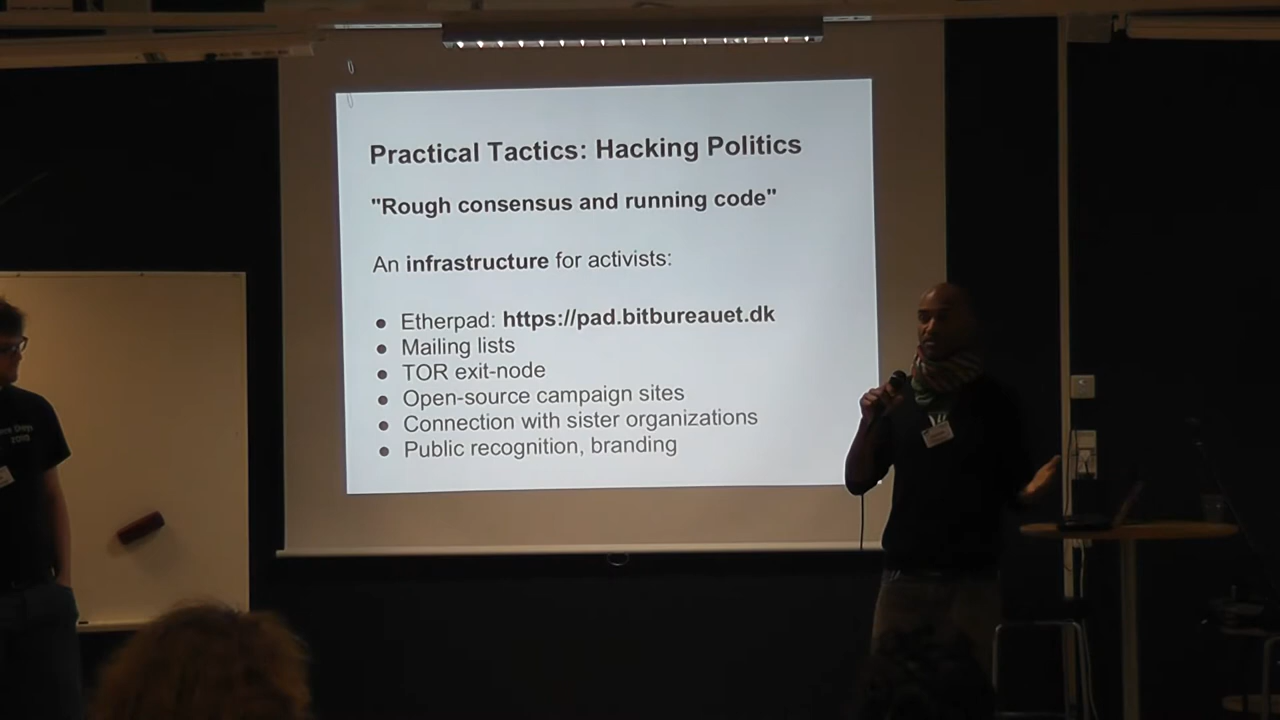 Practical Tactics: Hacking Politics
"Rough consensus and running code"
An infrastructure for activists:
● Etherpad: https://pad.bitbureauet.dk
● Mailing lists
● TOR exit-node
● Open-source campaign sites
● Connection with sister organizations
● Public recognition, branding